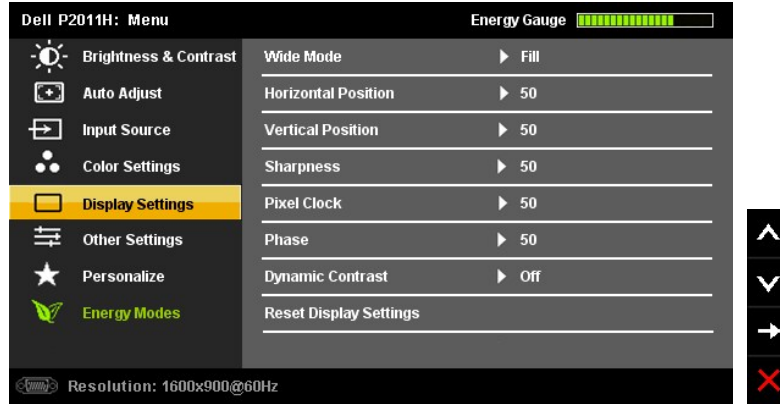 Dell P2011H: Menu Energy Gauge
Brightness & Contrast Wide Mode Fill
Auto Adjust Horizontal Position 50
Input Source Vertical Position 50
Color Settings Sharpness 50
Display Settings Pixel Clock 50
Other Settings Phase 50
Personalize Dynamic Contrast Off
Energy Modes Reset Display Settings
Resolution: 1600x900@60Hz